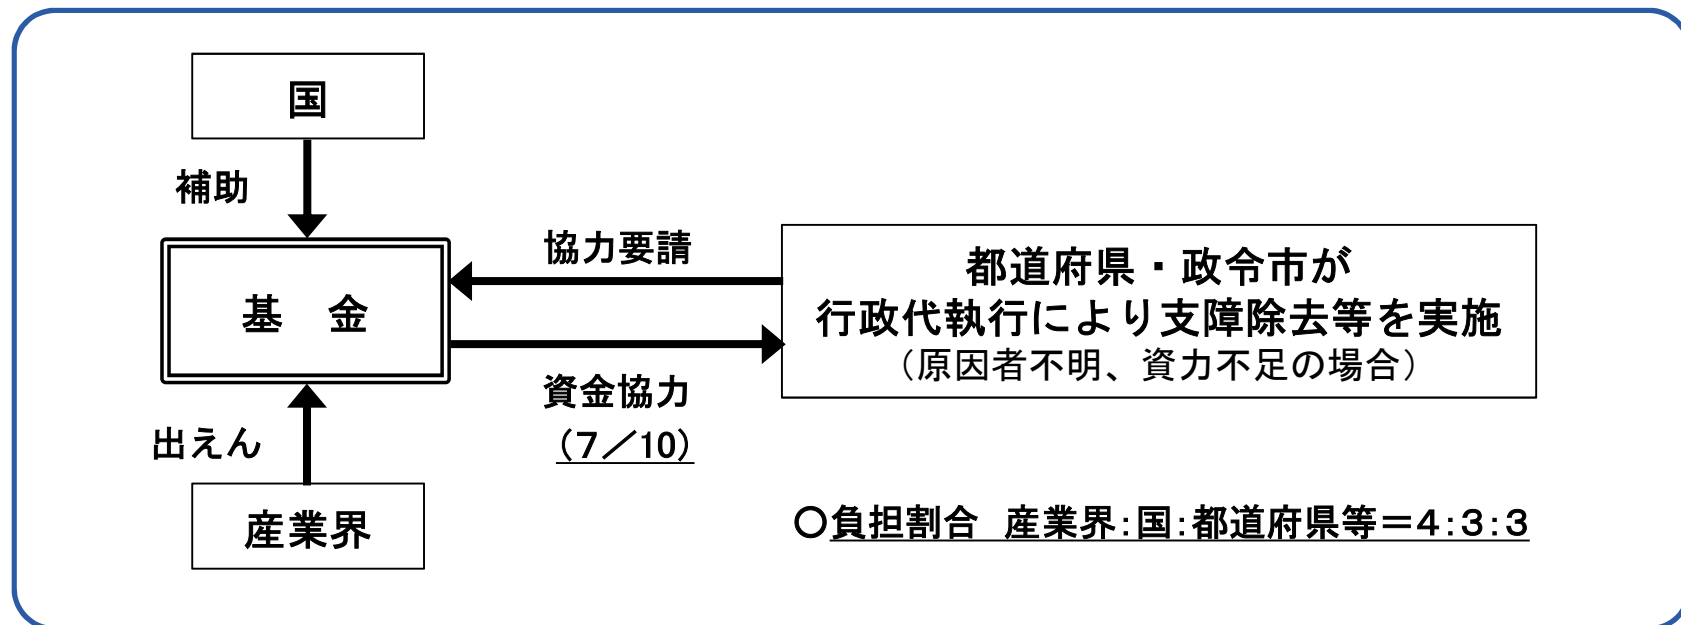 国
補助
基　金
協力要請
資金協力
（７／10）
都道府県・政令市が
行政代執行により支障除去等を実施
（原因者不明、資力不足の場合）
出えん
産業界
○負担割合　産業界：国：都道府県等＝４：３：３